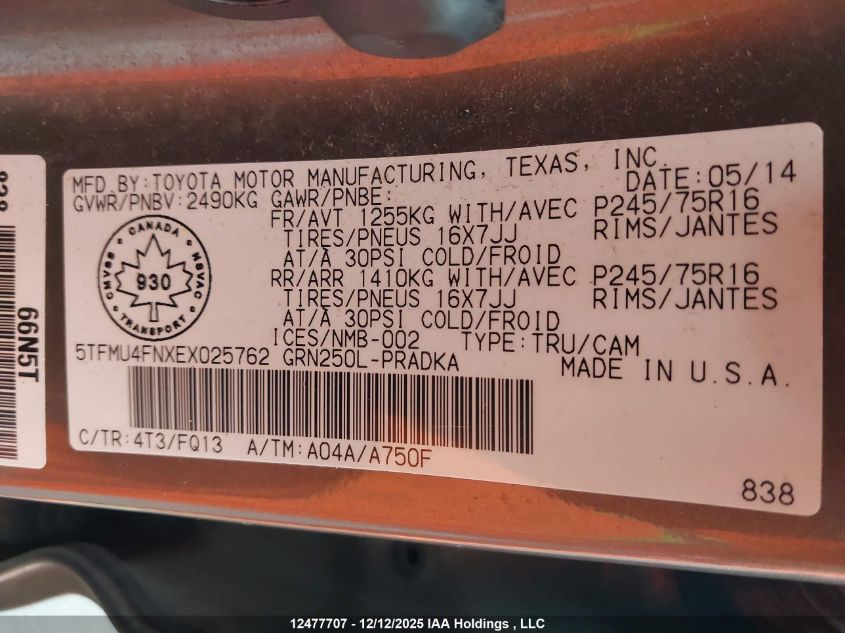 MFD BY:TOYOTA MOTOR MANUFACTURING, TEXAS, INC.
GVWR/PNBV:2490KG GAWR/PNBE: DATE:05/14
FR/AVT 1255KG WITH/AVEC P245/75R16
TIRES/PNEUS 16X7JJ RIMS/JANTES
AT/A 30PSI COLD/FROID
RR/ARR 1410KG WITH/AVEC P245/75R16
TIRES/PNEUS 16X7JJ RIMS/JANTES
AT/A 30PSI COLD/FROID
CANADA
CMVSS 930 NSVAC
TRANSPORT
ICES/NMB-002 TYPE:TRU/CAM
5TFMU4FNXEX025762 GRN250L-PRADKA MADE IN U.S.A.
C/TR:4T3/FQ13 A/TM:A04A/A750F
838
66N5T
12477707 - 12/12/2025 IAA Holdings , LLC